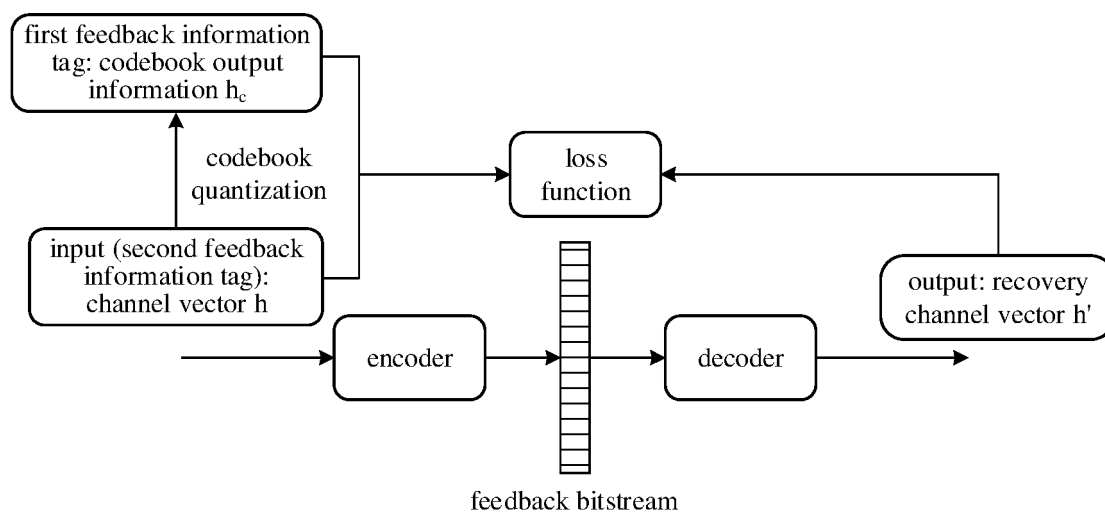 first feedback information
tag: codebook output
information h_c
codebook
quantization
loss
function
input (second feedback
information tag):
channel vector h
output: recovery
channel vector h'
encoder
decoder
feedback bitstream